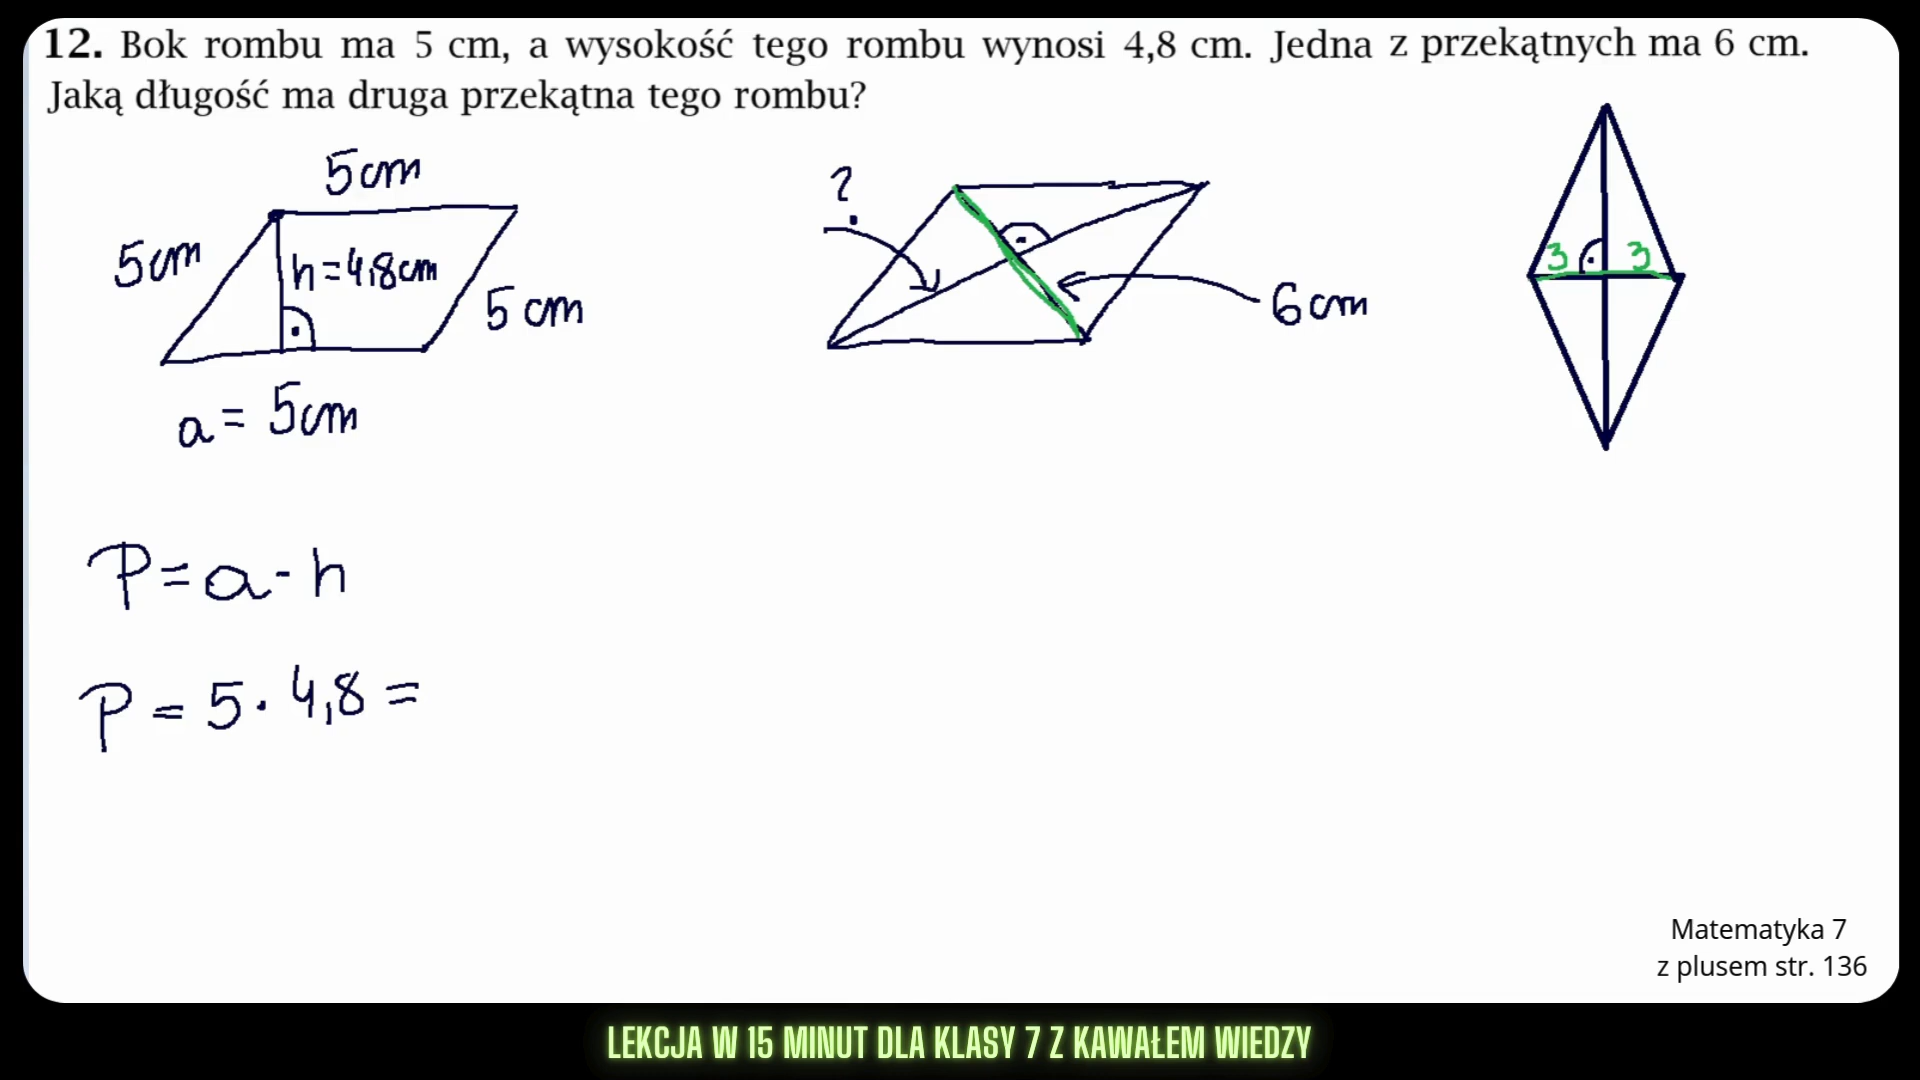 12. Bok rombu ma 5 cm, a wysokość tego rombu wynosi 4,8 cm. Jedna z przekątnych ma 6 cm.
Jaką długość ma druga przekątna tego rombu?
5cm
5cm
h=4,8cm
5 cm
a = 5cm
?
6cm
3 3
P = a · h
P = 5 · 4,8 =
Matematyka 7
z plusem str. 136
LEKCJA W 15 MINUT DLA KLASY 7 Z KAWAŁEM WIEDZY